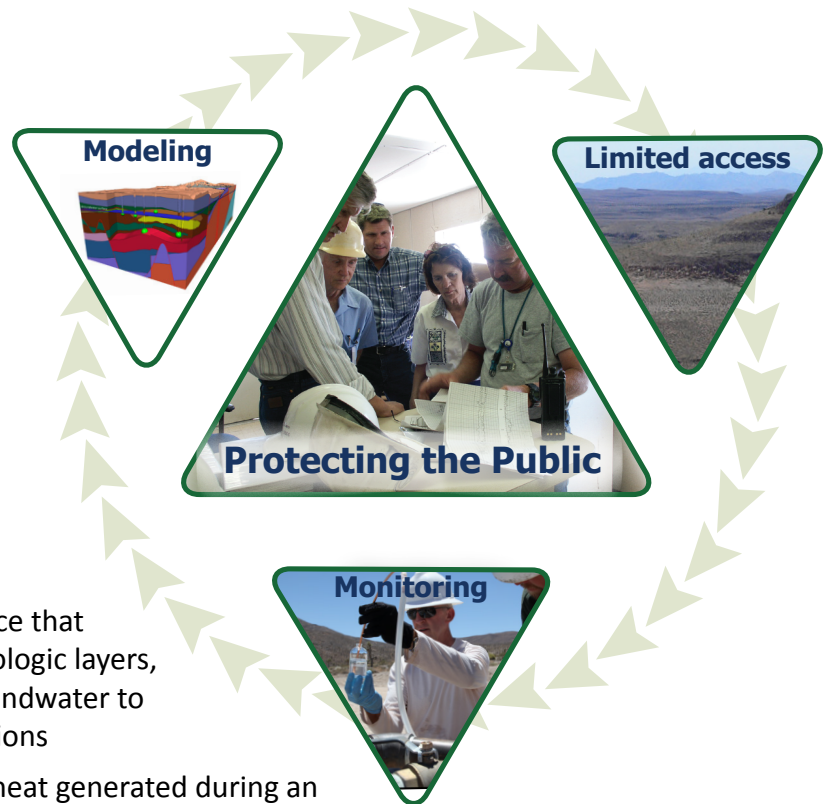 Modeling
Limited access
Protecting the Public
Monitoring
ce that
ologic layers,
ndwater to
ions
heat generated during an